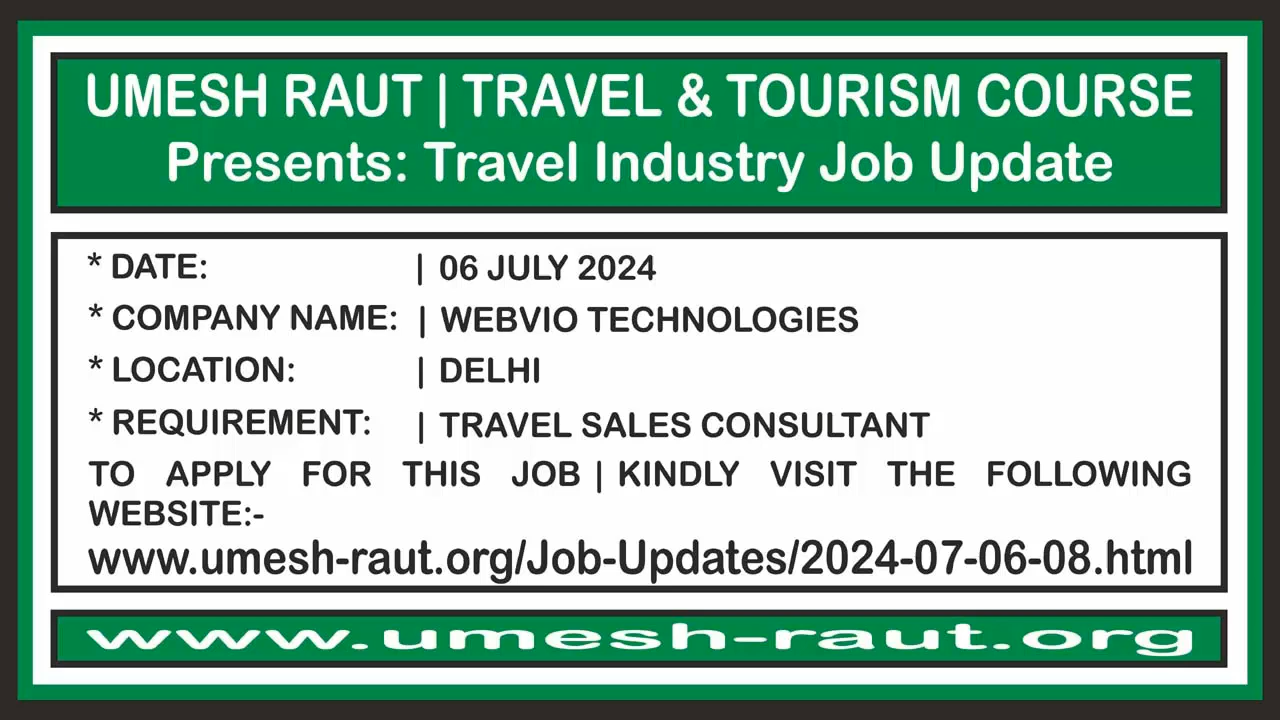 UMESH RAUT | TRAVEL & TOURISM COURSE
Presents: Travel Industry Job Update
* DATE: | 06 JULY 2024
* COMPANY NAME: | WEBVIO TECHNOLOGIES
* LOCATION: | DELHI
* REQUIREMENT: | TRAVEL SALES CONSULTANT
TO APPLY FOR THIS JOB | KINDLY VISIT THE FOLLOWING
WEBSITE:-
www.umesh-raut.org/Job-Updates/2024-07-06-08.html
www.umesh-raut.org